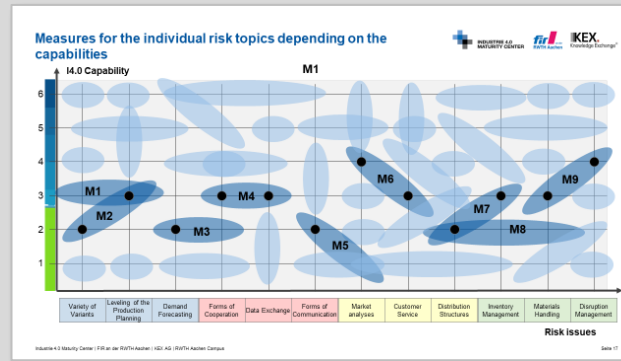 Measures for the individual risk topics depending on the
capabilities
INDUSTRIE 4.0
MATURITY CENTER
fir
RWTH Aachen
KEX.
Knowledge Exchange
I4.0 Capability
M1
6
5
4
3
2
1
M1
M2
M3
M4
M5
M6
M7
M8
M9
Variety of
Variants
Leveling of the
Production
Planning
Demand
Forecasting
Forms of
Cooperation
Data Exchange
Forms of
Communication
Market
analyses
Customer
Service
Distribution
Structures
Inventory
Management
Materials
Handling
Disruption
Management
Risk issues
Industrie 4.0 Maturity Center | FIR an der RWTH Aachen | KEX AG | RWTH Aachen Campus
Seite 17